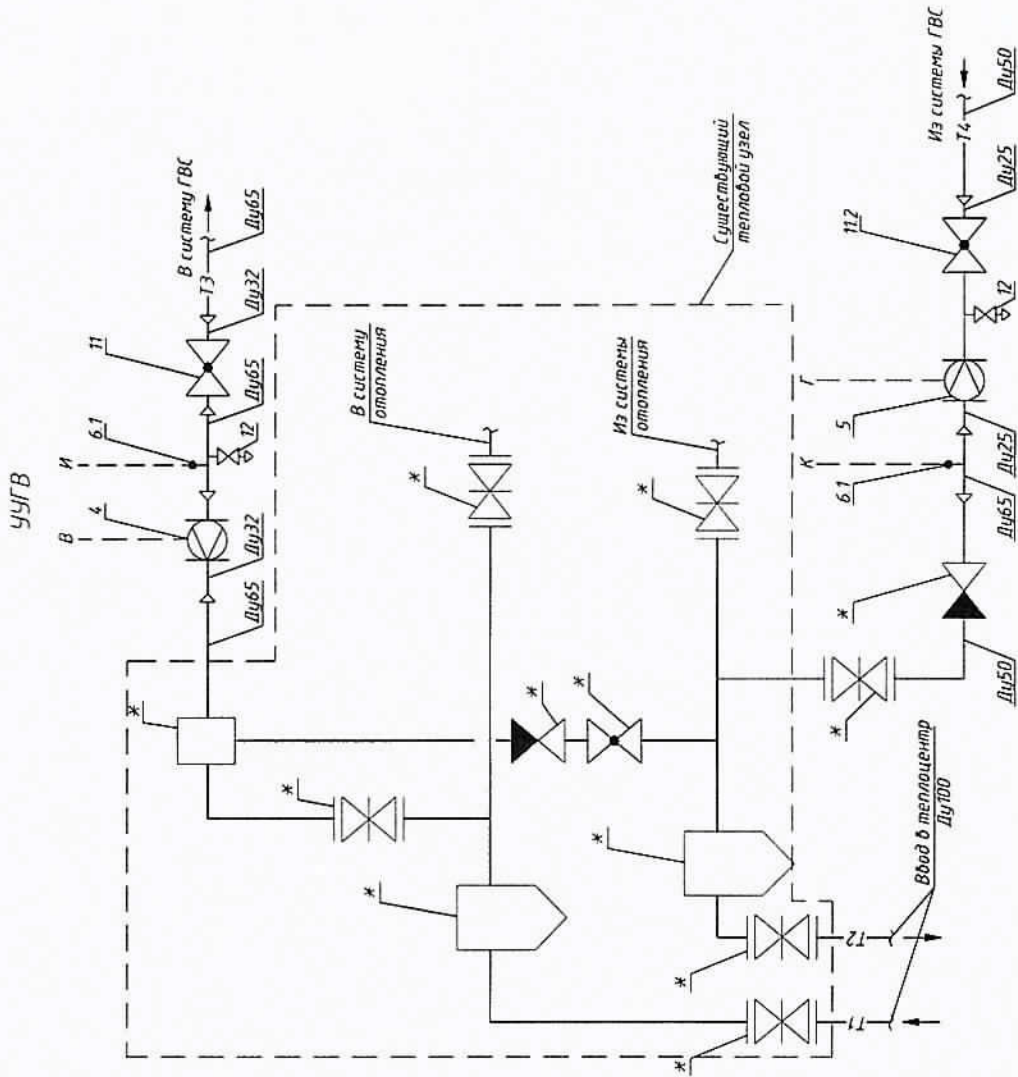 УУГВ
В
4
И
6.1
11
В систему ГВС
Т3
Ду65
Ду32
Ду65
12
Ду32
Ду65
*
*
*
*
В систему
отопления
*
*
*
Из системы
отопления
*
Существующий
тепловой узел
*
*
Т1
Т2
Ввод в теплоцентр
Ду100
*
*
Ду50
К
6.1
Ду65
Ду25
Г
5
12
11.2
Из системы ГВС
Т4
Ду25
Ду50